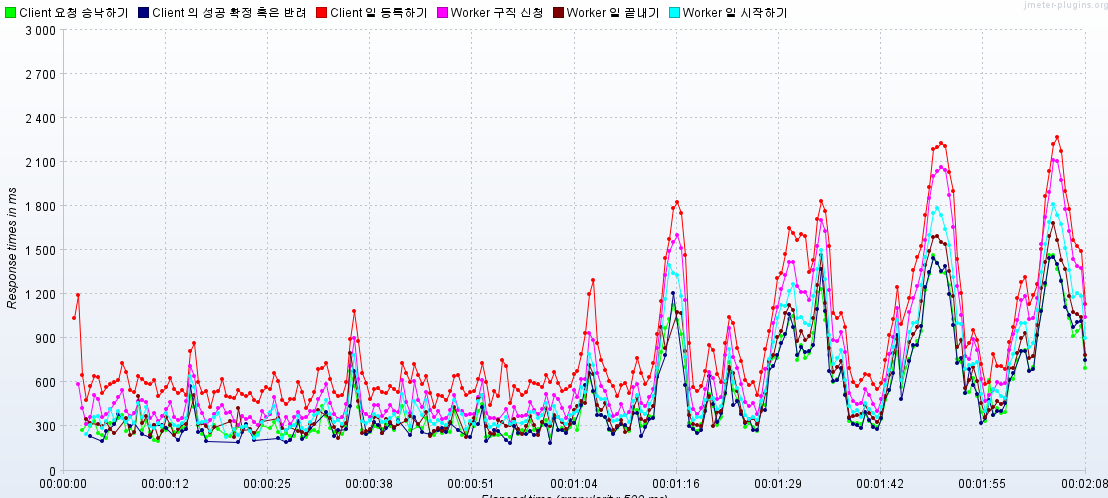 Client 요청 승낙하기 Client 의 성공 확정 혹은 반려 Client 일 등록하기 Worker 구직 신청 Worker 일 끝내기 Worker 일 시작하기
jmeter-plugins.org
3 000
2 700
2 400
2 100
1 800
1 500
1 200
900
600
300
0
Response times in ms
00:00:00 00:00:12 00:00:25 00:00:38 00:00:51 00:01:04 00:01:16 00:01:29 00:01:42 00:01:55 00:02:08
Elapsed time (granularity: 500 ms)